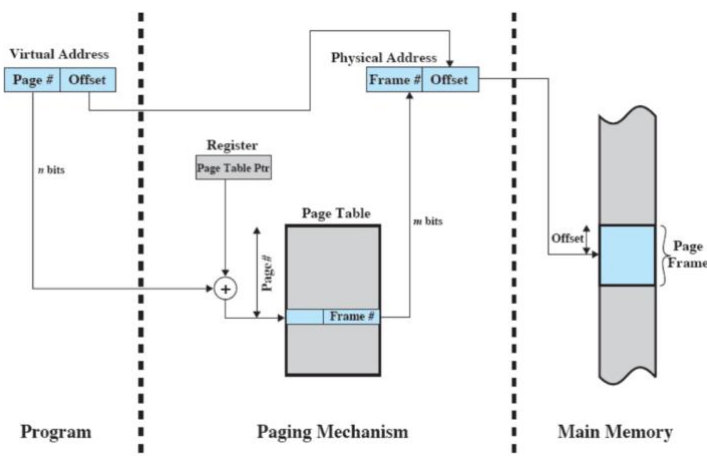 Virtual Address
Page # Offset
n bits
Register
Page Table Ptr
Page Table
Page#
Frame #
m bits
Physical Address
Frame # Offset
Offset
Page
Frame
Program
Paging Mechanism
Main Memory